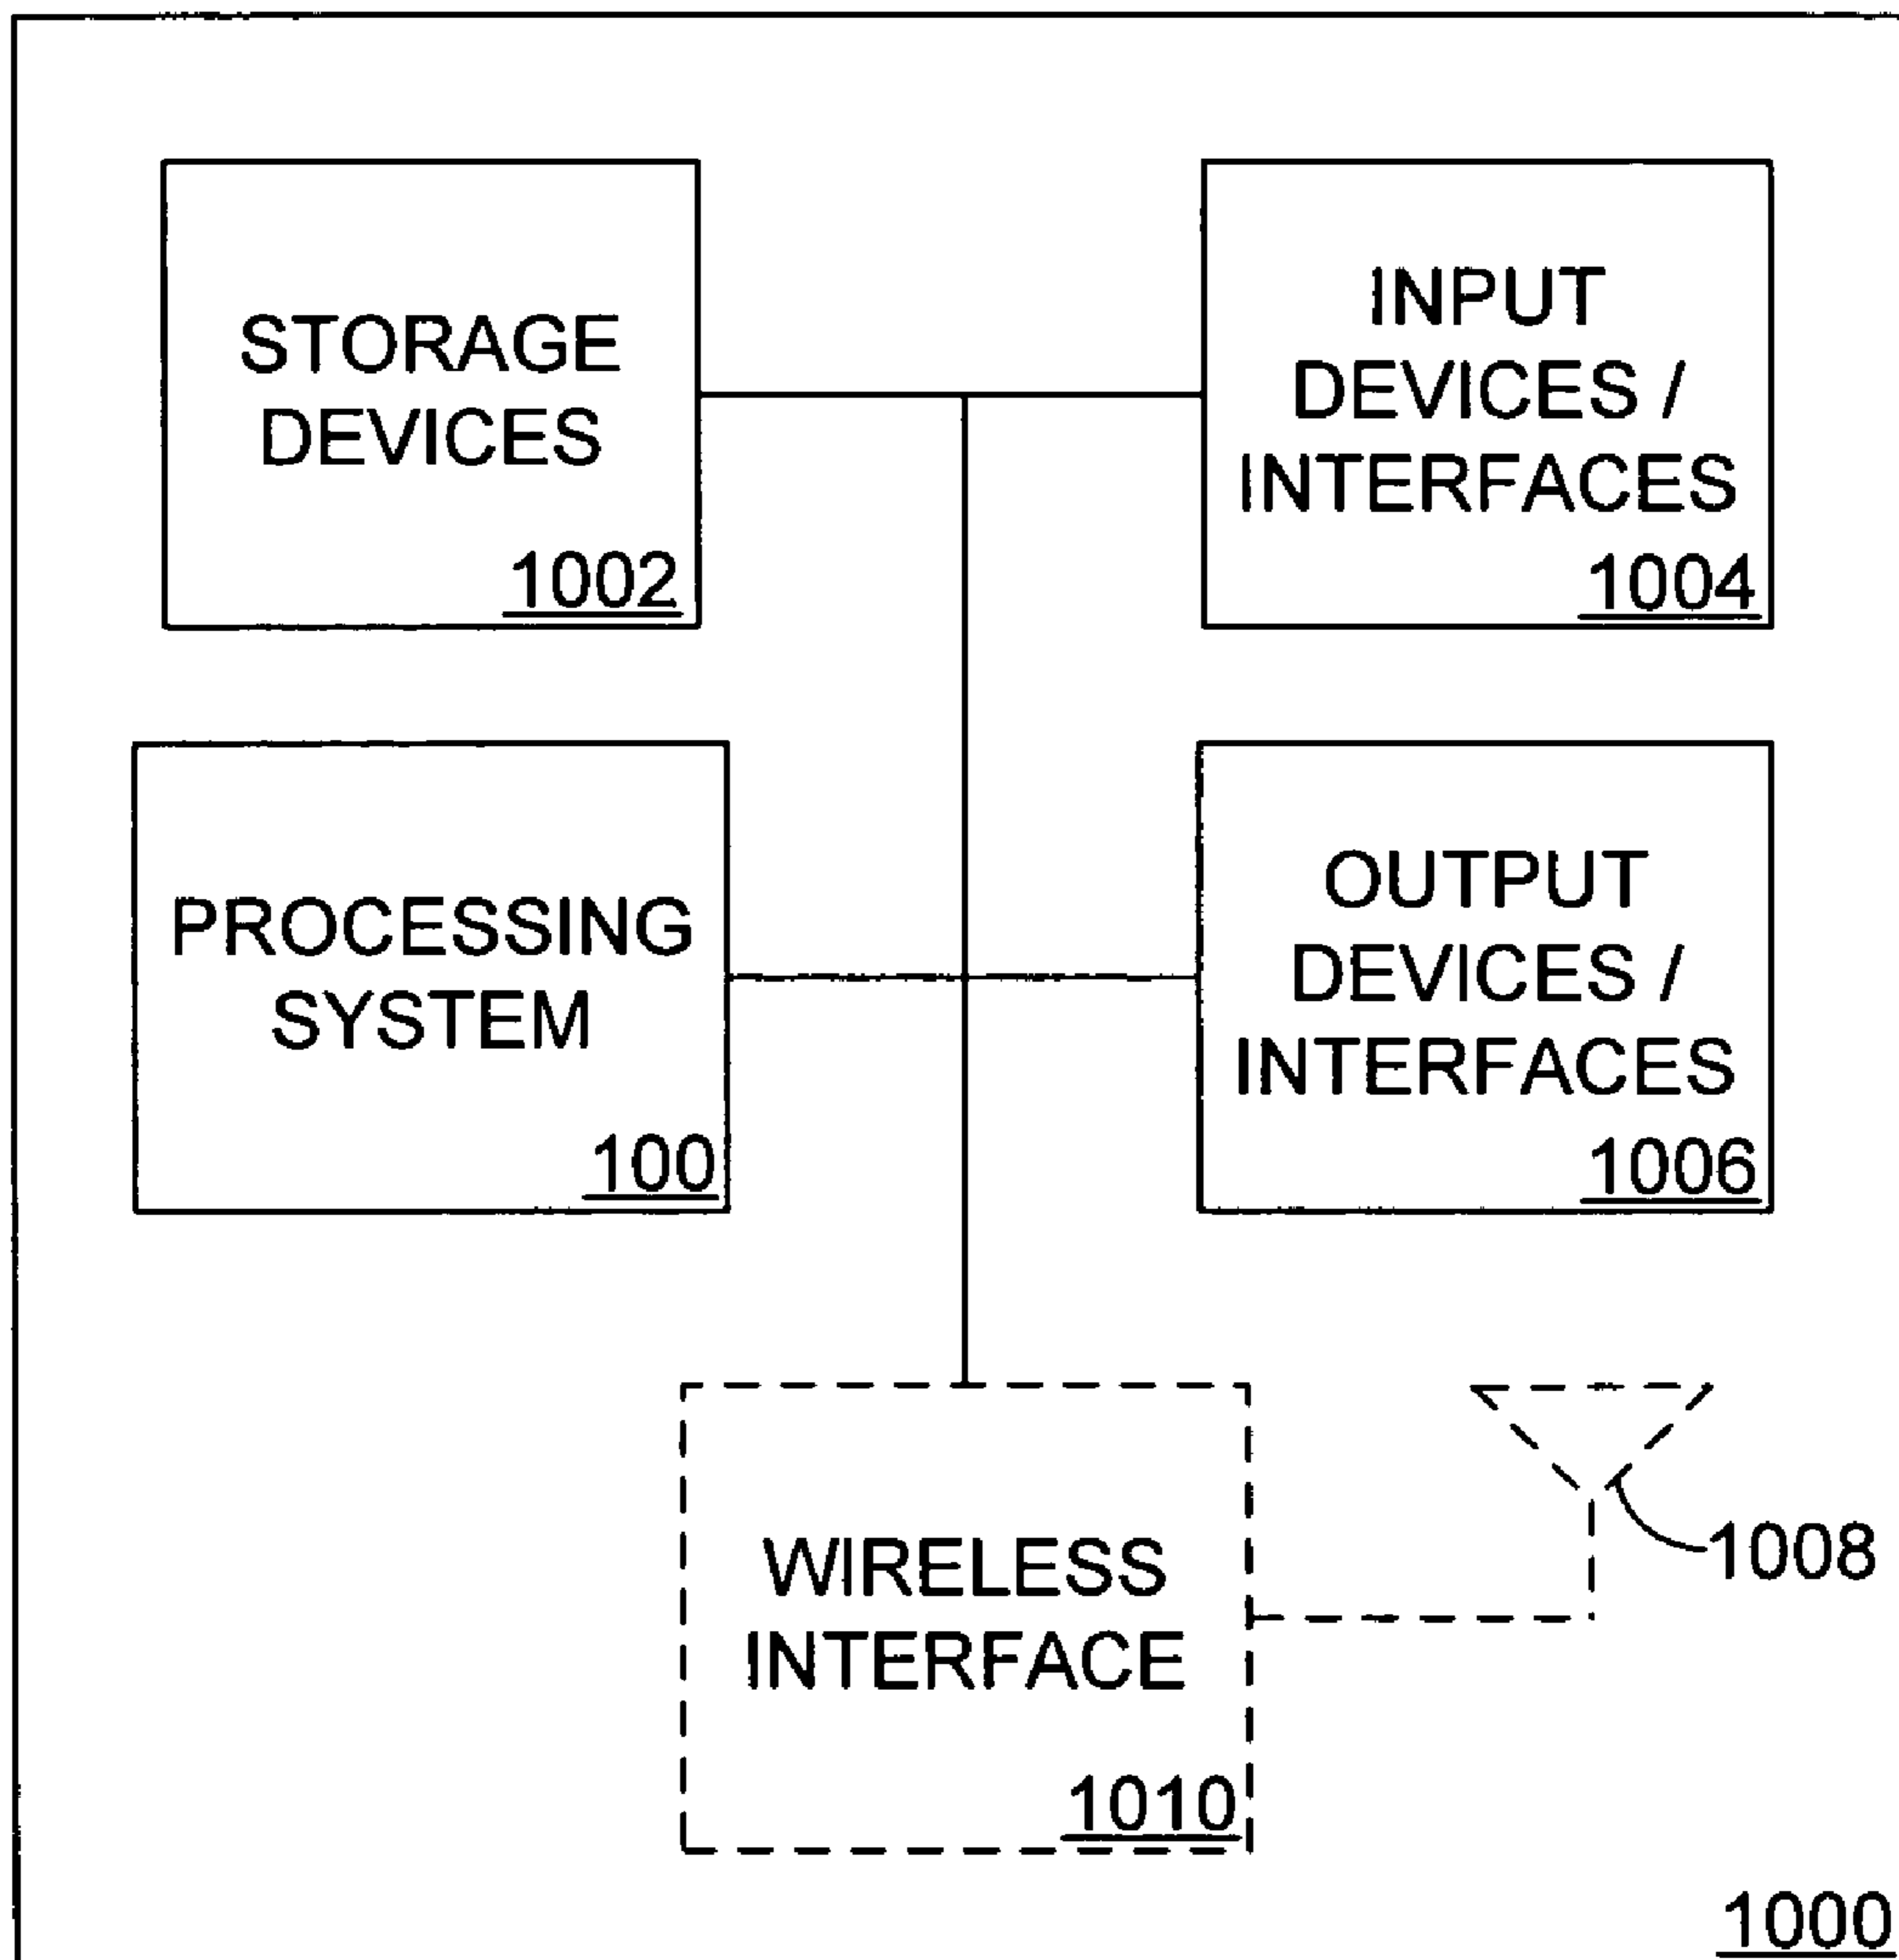 STORAGE
DEVICES
1002
INPUT
DEVICES /
INTERFACES
1004
PROCESSING
SYSTEM
100
OUTPUT
DEVICES /
INTERFACES
1006
WIRELESS
INTERFACE
1010
1008
1000